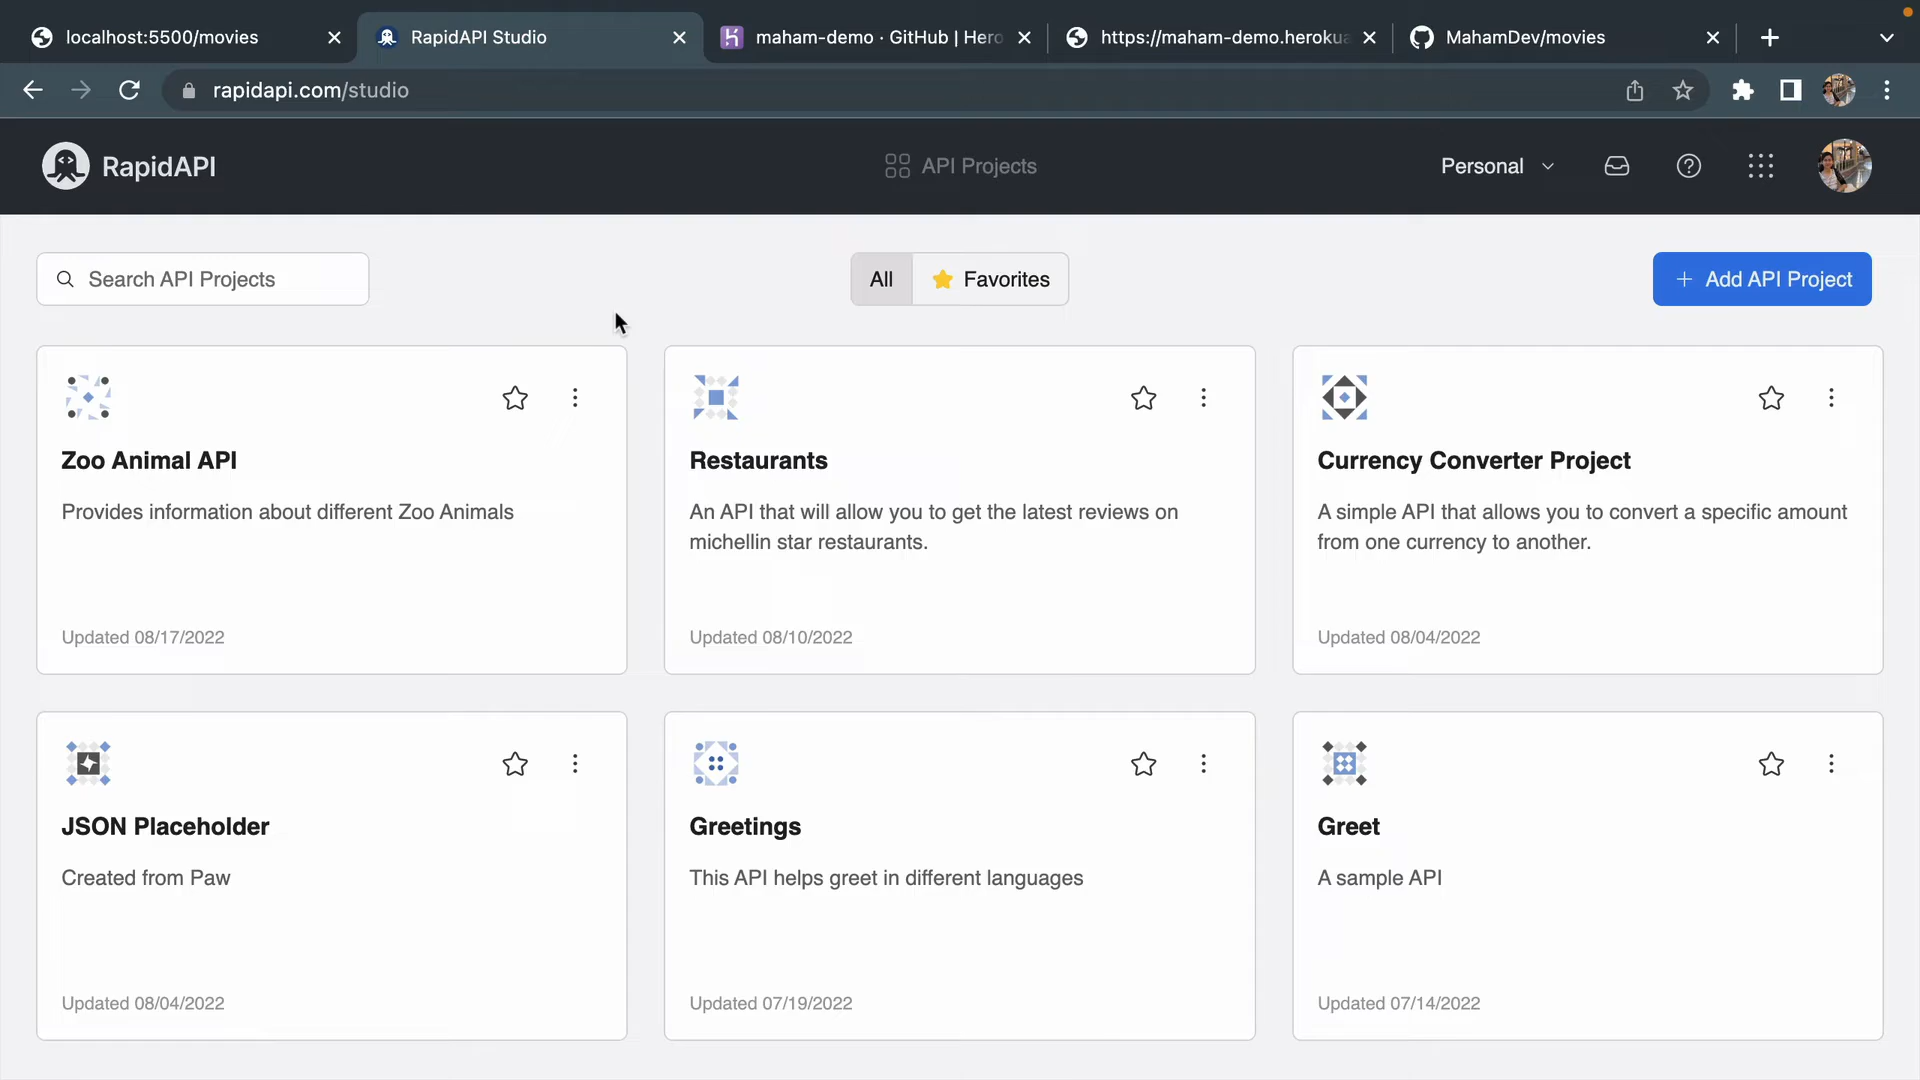 localhost:5500/movies
RapidAPI Studio
maham-demo · GitHub | Hero
https://maham-demo.heroku
MahamDev/movies
rapidapi.com/studio
RapidAPI
API Projects
Personal
Search API Projects
All
Favorites
+ Add API Project
Zoo Animal API
Provides information about different Zoo Animals
Updated 08/17/2022
Restaurants
An API that will allow you to get the latest reviews on
michellin star restaurants.
Updated 08/10/2022
Currency Converter Project
A simple API that allows you to convert a specific amount
from one currency to another.
Updated 08/04/2022
JSON Placeholder
Created from Paw
Updated 08/04/2022
Greetings
This API helps greet in different languages
Updated 07/19/2022
Greet
A sample API
Updated 07/14/2022